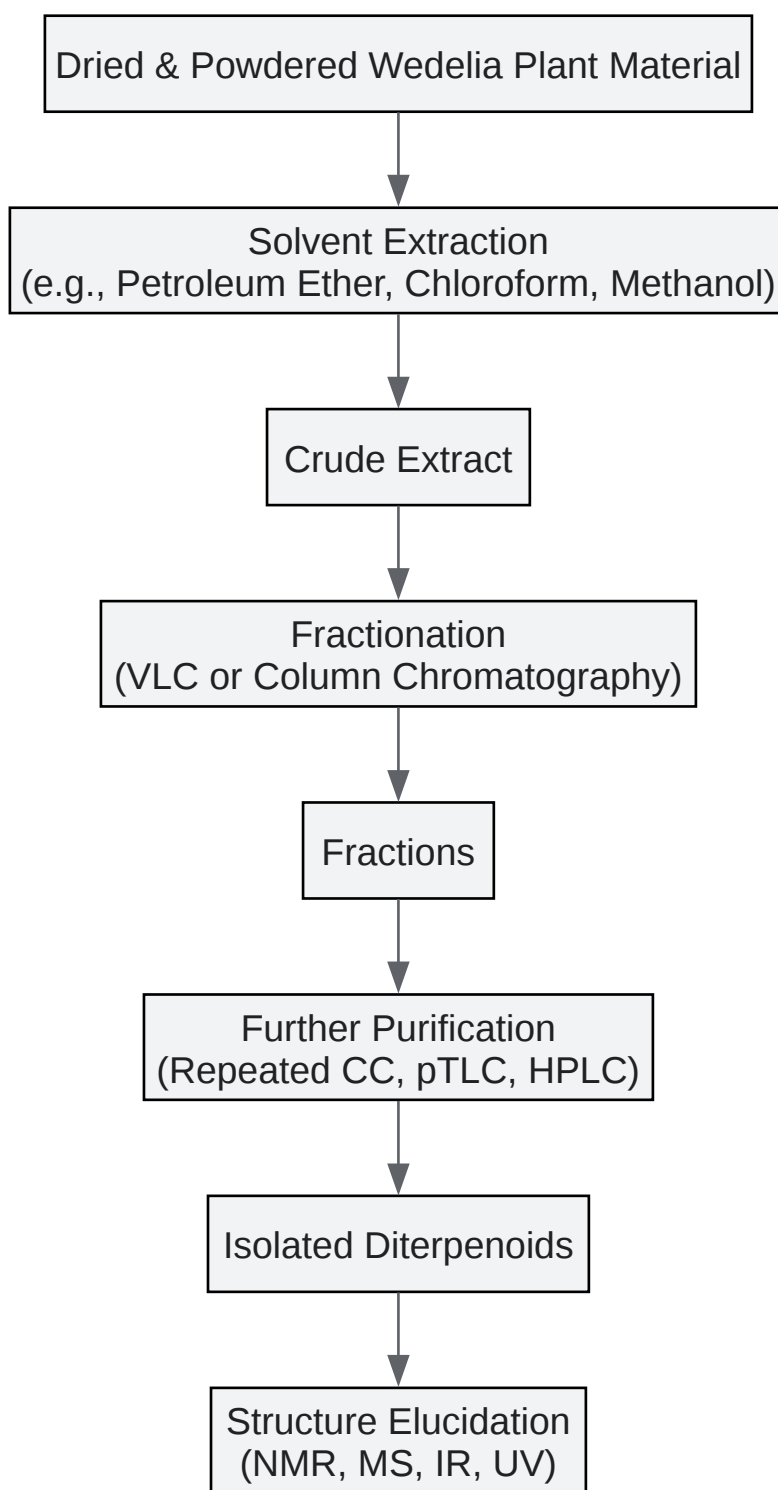 Dried & Powdered Wedelia Plant Material
Solvent Extraction
(e.g., Petroleum Ether, Chloroform, Methanol)
Crude Extract
Fractionation
(VLC or Column Chromatography)
Fractions
Further Purification
(Repeated CC, pTLC, HPLC)
Isolated Diterpenoids
Structure Elucidation
(NMR, MS, IR, UV)